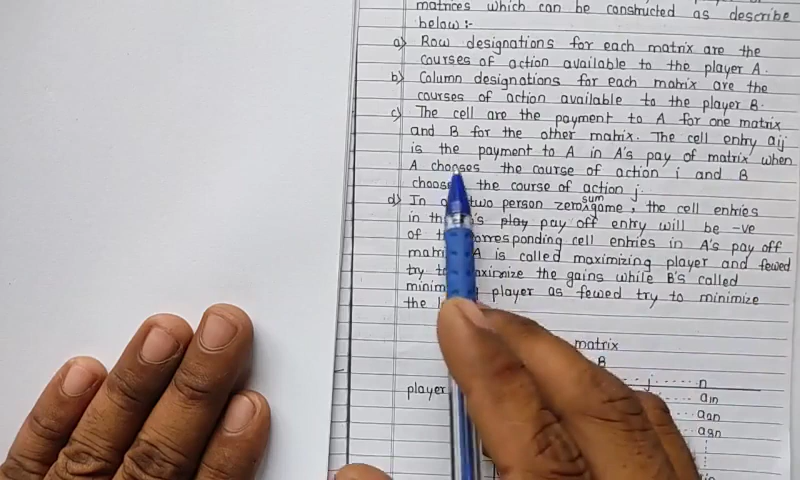 matrices which can be constructed as describe
below :-
a) Row designations for each matrix are the
courses of action available to the player A.
b) Column designations for each matrix are the
courses of action available to the player B.
c) The cell are the payment to A for one matrix
and B for the other matrix. The cell entry aij
is the payment to A in A's pay of matrix when
A chooses the course of action i and B
the course of action j.
d) In two person zero sum game, the cell entries
in 's play pay off entry will be -ve
of corresponding cell entries in A's pay off
A is called maximizing player and fewed
try to maximize the gains while B's called
player as fewed try to minimize
the
matrix
B
j ...... n
player
a1n
a2n
a3n